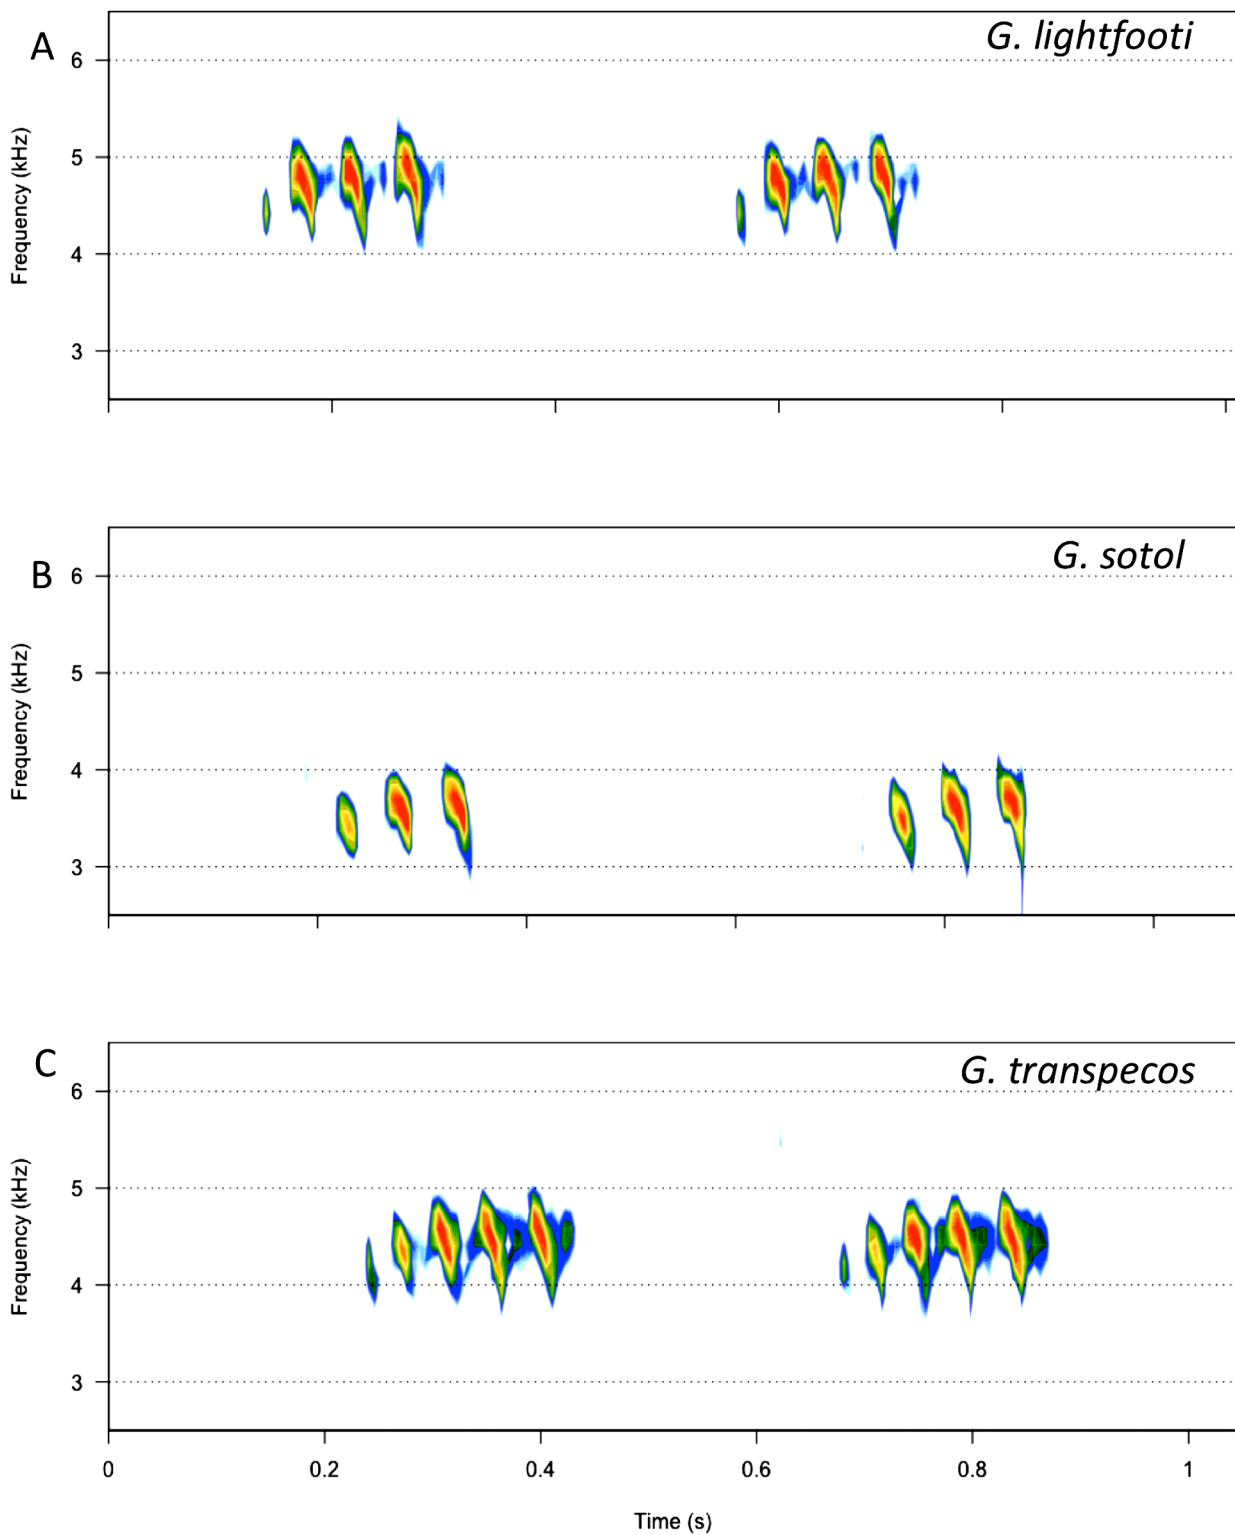 A
G. lightfooti
6
5
4
3
Frequency (kHz)
B
G. sotol
6
5
4
3
Frequency (kHz)
C
G. transpecos
6
5
4
3
Frequency (kHz)
0 0.2 0.4 0.6 0.8 1
Time (s)